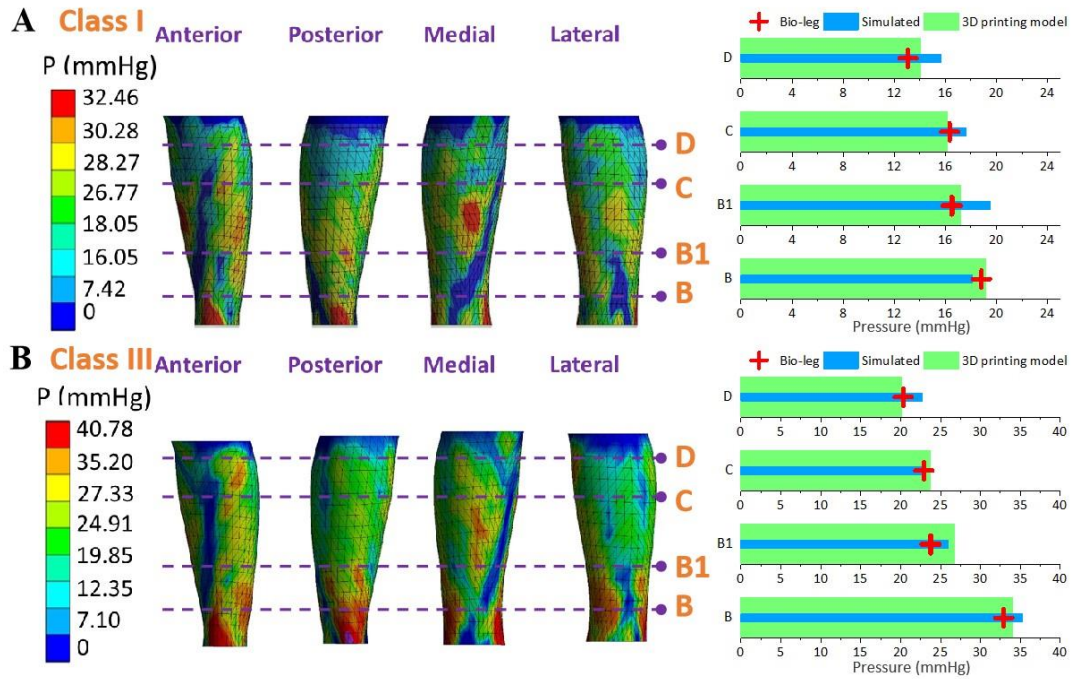 A Class I
Anterior Posterior Medial Lateral
P (mmHg)
32.46
30.28
28.27
26.77
18.05
16.05
7.42
0
D
C
B1
B
Bio-leg Simulated 3D printing model
D
0 4 8 12 16 20 24
C
0 4 8 12 16 20 24
B1
0 4 8 12 16 20 24
B
0 4 8 12 16 20 24
Pressure (mmHg)
B Class III
Anterior Posterior Medial Lateral
P (mmHg)
40.78
35.20
27.33
24.91
19.85
12.35
7.10
0
D
C
B1
B
Bio-leg Simulated 3D printing model
D
0 5 10 15 20 25 30 35 40
C
0 5 10 15 20 25 30 35 40
B1
0 5 10 15 20 25 30 35 40
B
0 5 10 15 20 25 30 35 40
Pressure (mmHg)